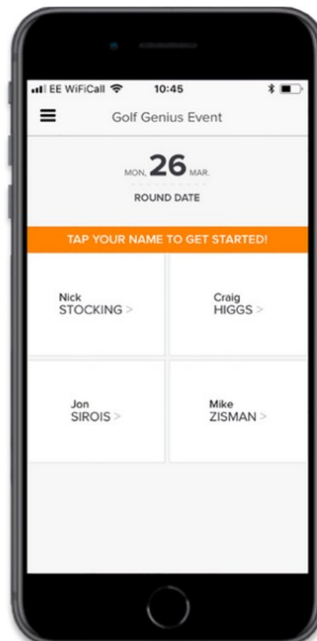 EE WiFiCall 10:45
Golf Genius Event
MON, 26 MAR.
ROUND DATE
TAP YOUR NAME TO GET STARTED!
Nick
STOCKING >
Craig
HIGGS >
Jon
SIROIS >
Mike
ZISMAN >